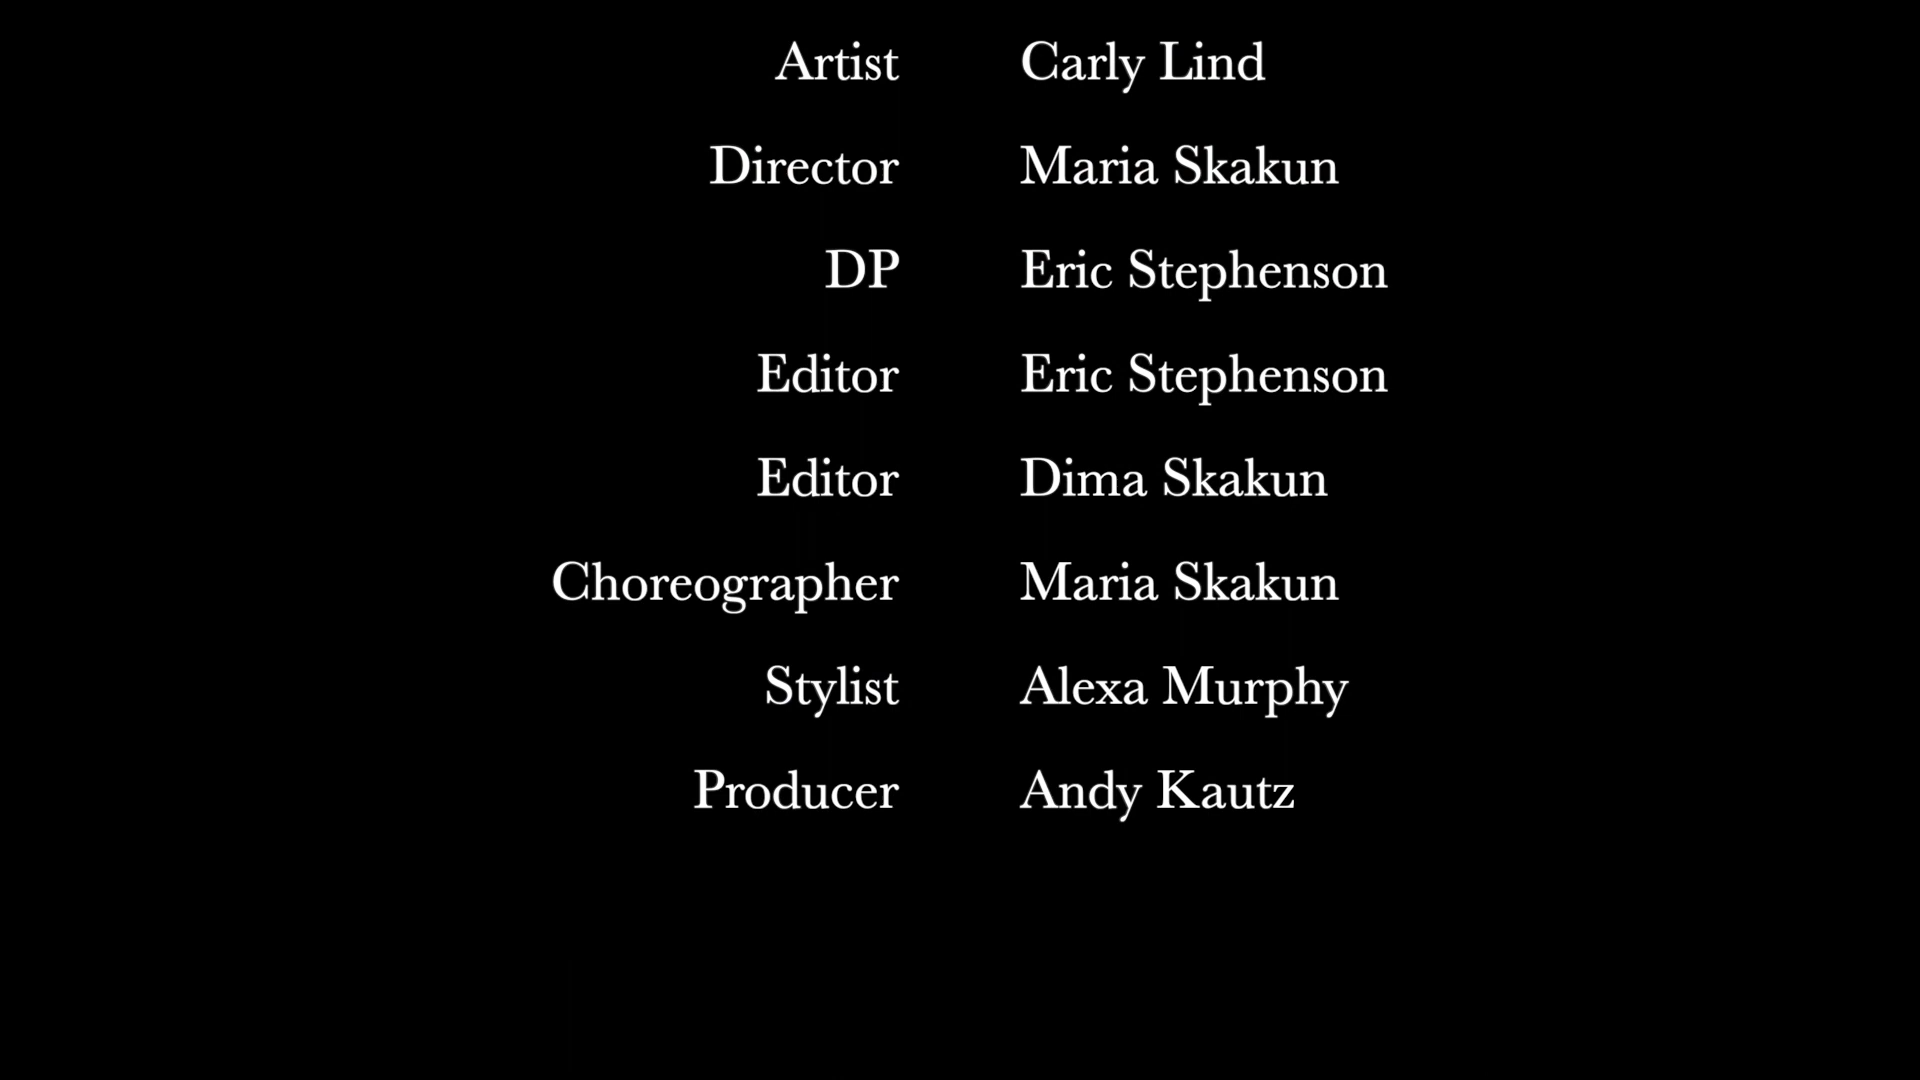 Artist Carly Lind
Director Maria Skakun
DP Eric Stephenson
Editor Eric Stephenson
Editor Dima Skakun
Choreographer Maria Skakun
Stylist Alexa Murphy
Producer Andy Kautz